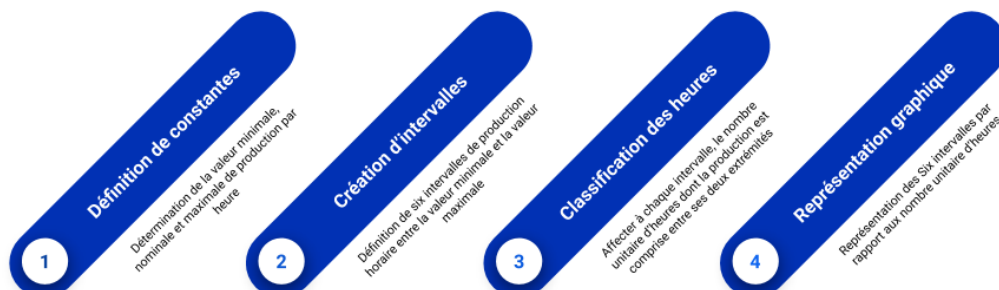 1
Définition de constantes
Détermination de la valeur minimale,
nominale et maximale de production par
heure
2
Création d'intervalles
Définition de six intervalles de production
horaire entre la valeur minimale et la valeur
maximale
3
Classification des heures
Affecter à chaque intervalle, le nombre
unitaire d'heures dont la production est
comprise entre ses deux extrémités
4
Représentation graphique
Représentation des Six intervalles par
rapport aux nombre unitaire d'heures